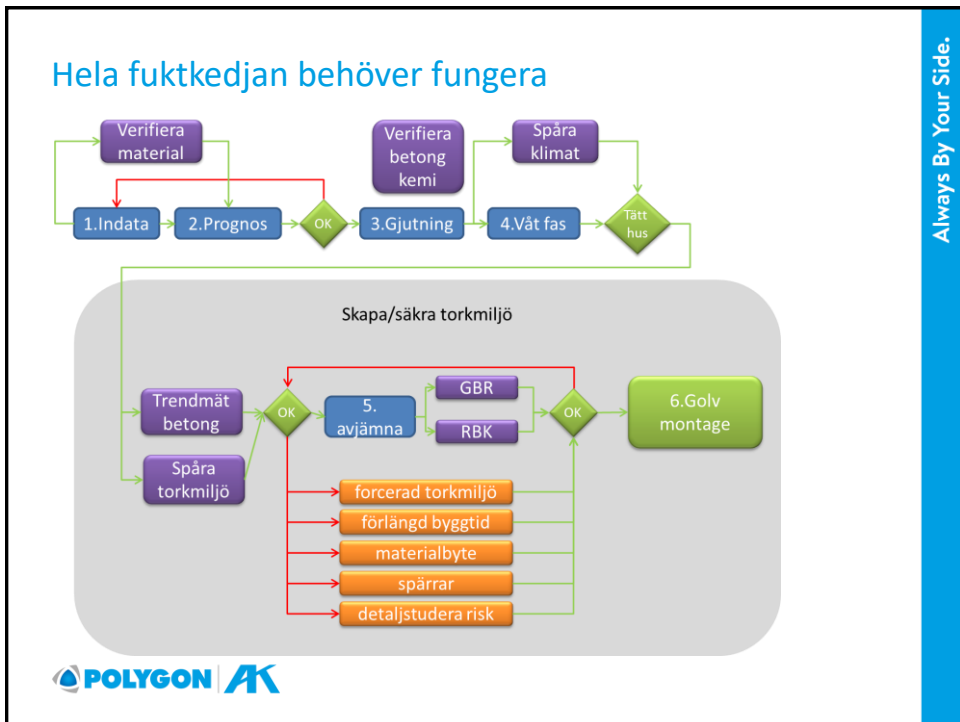 Hela fuktkedjan behöver fungera
Always By Your Side.
Verifiera
material
Verifiera
betong
kemi
Spåra
klimat
1.Indata
2.Prognos
OK
3.Gjutning
4.Våt fas
Tätt
hus
Skapa/säkra torkmiljö
Trendmät
betong
Spåra
torkmiljö
OK
5.
avjämna
GBR
RBK
OK
6.Golv
montage
forcerad torkmiljö
förlängd byggtid
materialbyte
spärrar
detaljstudera risk
POLYGON AK